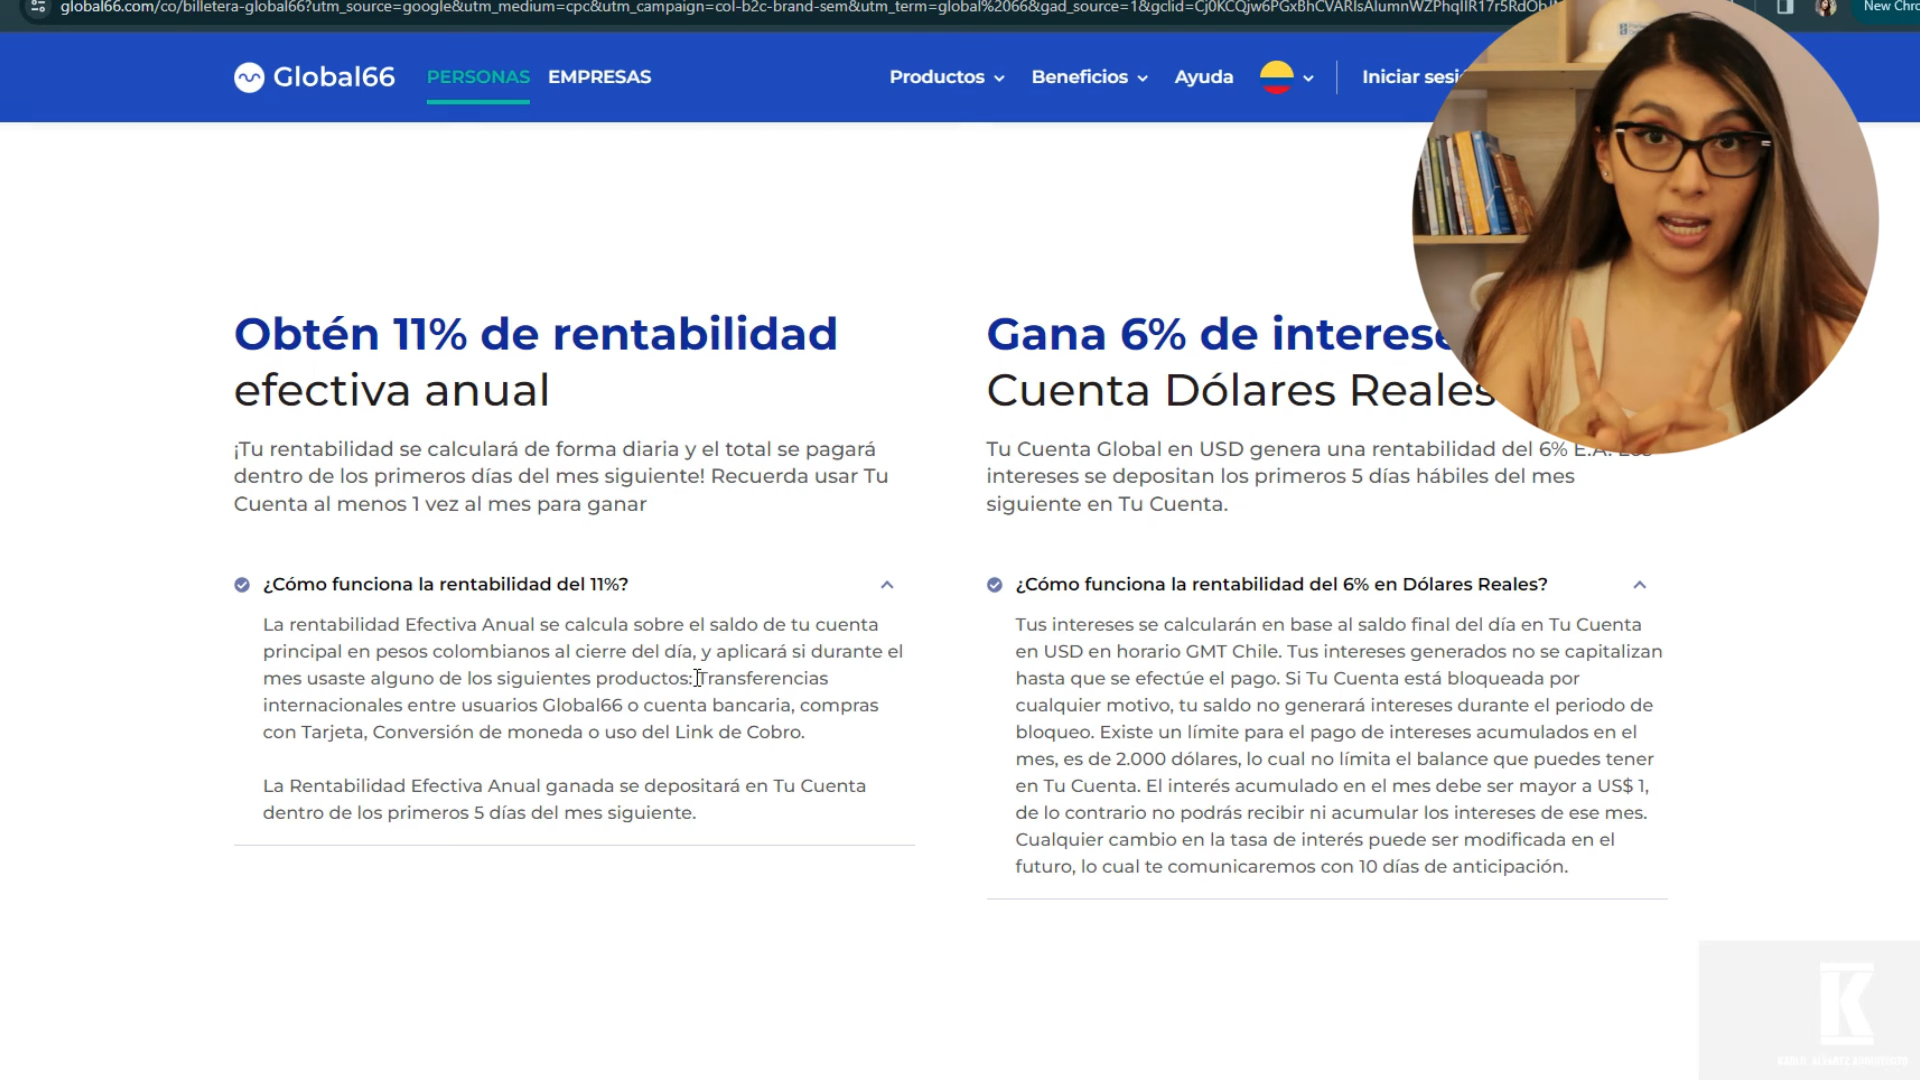 global66.com/co/billetera-global66?utm_source=google&utm_medium=cpc&utm_campaign=col-b2c-brand-sem&utm_term=global%2066&gad_source=1&gclid=
New Chro
Global66
PERSONAS
EMPRESAS
Productos
Beneficios
Ayuda
Iniciar sesi
Obtén 11% de rentabilidad
efectiva anual
¡Tu rentabilidad se calculará de forma diaria y el total se pagará
dentro de los primeros días del mes siguiente! Recuerda usar Tu
Cuenta al menos 1 vez al mes para ganar
¿Cómo funciona la rentabilidad del 11%?
La rentabilidad Efectiva Anual se calcula sobre el saldo de tu cuenta
principal en pesos colombianos al cierre del día, y aplicará si durante el
mes usaste alguno de los siguientes productos: Transferencias
internacionales entre usuarios Global66 o cuenta bancaria, compras
con Tarjeta, Conversión de moneda o uso del Link de Cobro.
La Rentabilidad Efectiva Anual ganada se depositará en Tu Cuenta
dentro de los primeros 5 días del mes siguiente.
Gana 6% de interese
Cuenta Dólares Reales
Tu Cuenta Global en USD genera una rentabilidad del 6% E.A. Los
intereses se depositan los primeros 5 días hábiles del mes
siguiente en Tu Cuenta.
¿Cómo funciona la rentabilidad del 6% en Dólares Reales?
Tus intereses se calcularán en base al saldo final del día en Tu Cuenta
en USD en horario GMT Chile. Tus intereses generados no se capitalizan
hasta que se efectúe el pago. Si Tu Cuenta está bloqueada por
cualquier motivo, tu saldo no generará intereses durante el periodo de
bloqueo. Existe un límite para el pago de intereses acumulados en el
mes, es de 2.000 dólares, lo cual no límita el balance que puedes tener
en Tu Cuenta. El interés acumulado en el mes debe ser mayor a US$ 1,
de lo contrario no podrás recibir ni acumular los intereses de ese mes.
Cualquier cambio en la tasa de interés puede ser modificada en el
futuro, lo cual te comunicaremos con 10 días de anticipación.
K